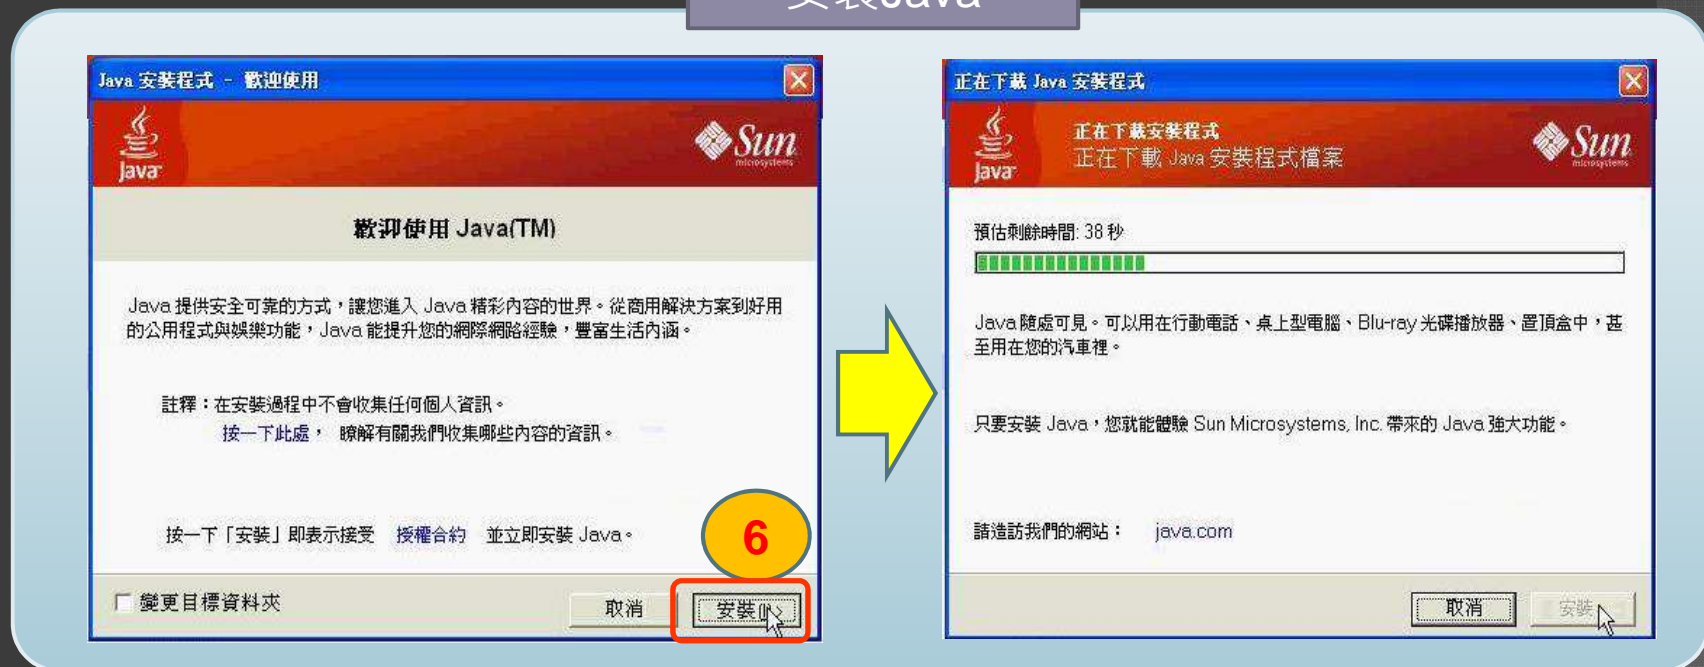 安裝Java
Java 安裝程式 - 歡迎使用
Java
Sun
microsystems
歡迎使用 Java(TM)
Java 提供安全可靠的方式，讓您進入 Java 精彩內容的世界。從商用解決方案到好用
的公用程式與娛樂功能，Java 能提升您的網際網路經驗，豐富生活內涵。
註釋：在安裝過程中不會收集任何個人資訊。
按一下此處， 瞭解有關我們收集哪些內容的資訊。
按一下「安裝」即表示接受 授權合約 並立即安裝 Java。
6
變更目標資料夾
取消
安裝(I)>
正在下載 Java 安裝程式
Java
正在下載安裝程式
正在下載 Java 安裝程式檔案
Sun
microsystems
預估剩餘時間: 38 秒
Java 隨處可見。可以用在行動電話、桌上型電腦、Blu-ray 光碟播放器、置頂盒中，甚
至用在您的汽車裡。
只要安裝 Java，您就能體驗 Sun Microsystems, Inc. 帶來的 Java 強大功能。
請造訪我們的網站： java.com
取消
安裝